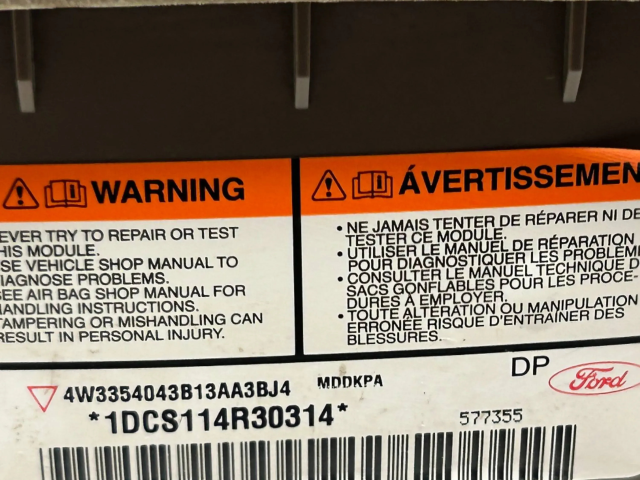 WARNING
EVER TRY TO REPAIR OR TEST
HIS MODULE.
SE VEHICLE SHOP MANUAL TO
IAGNOSE PROBLEMS.
SEE AIR BAG SHOP MANUAL FOR
HANDLING INSTRUCTIONS.
TAMPERING OR MISHANDLING CAN
RESULT IN PERSONAL INJURY.
ÁVERTISSEMEN
• NE JAMAIS TENTER DE RÉPARER NI DE
TESTER CE MODULE.
• UTILISER LE MANUEL DE RÉPARATION
POUR DIAGNOSTIQUER LES PROBLÈME
• CONSULTER LE MANUEL TECHNIQUE D
SACS GONFLABLES POUR LES PROCÉ-
DURES À EMPLOYER.
• TOUTE ALTÉRATION OU MANIPULATION
ERRONÉE RISQUE D'ENTRAÎNER DES
BLESSURES.
DP Ford
4W3354043B13AA3BJ4 MDDKPA
*1DCS114R30314* 577355